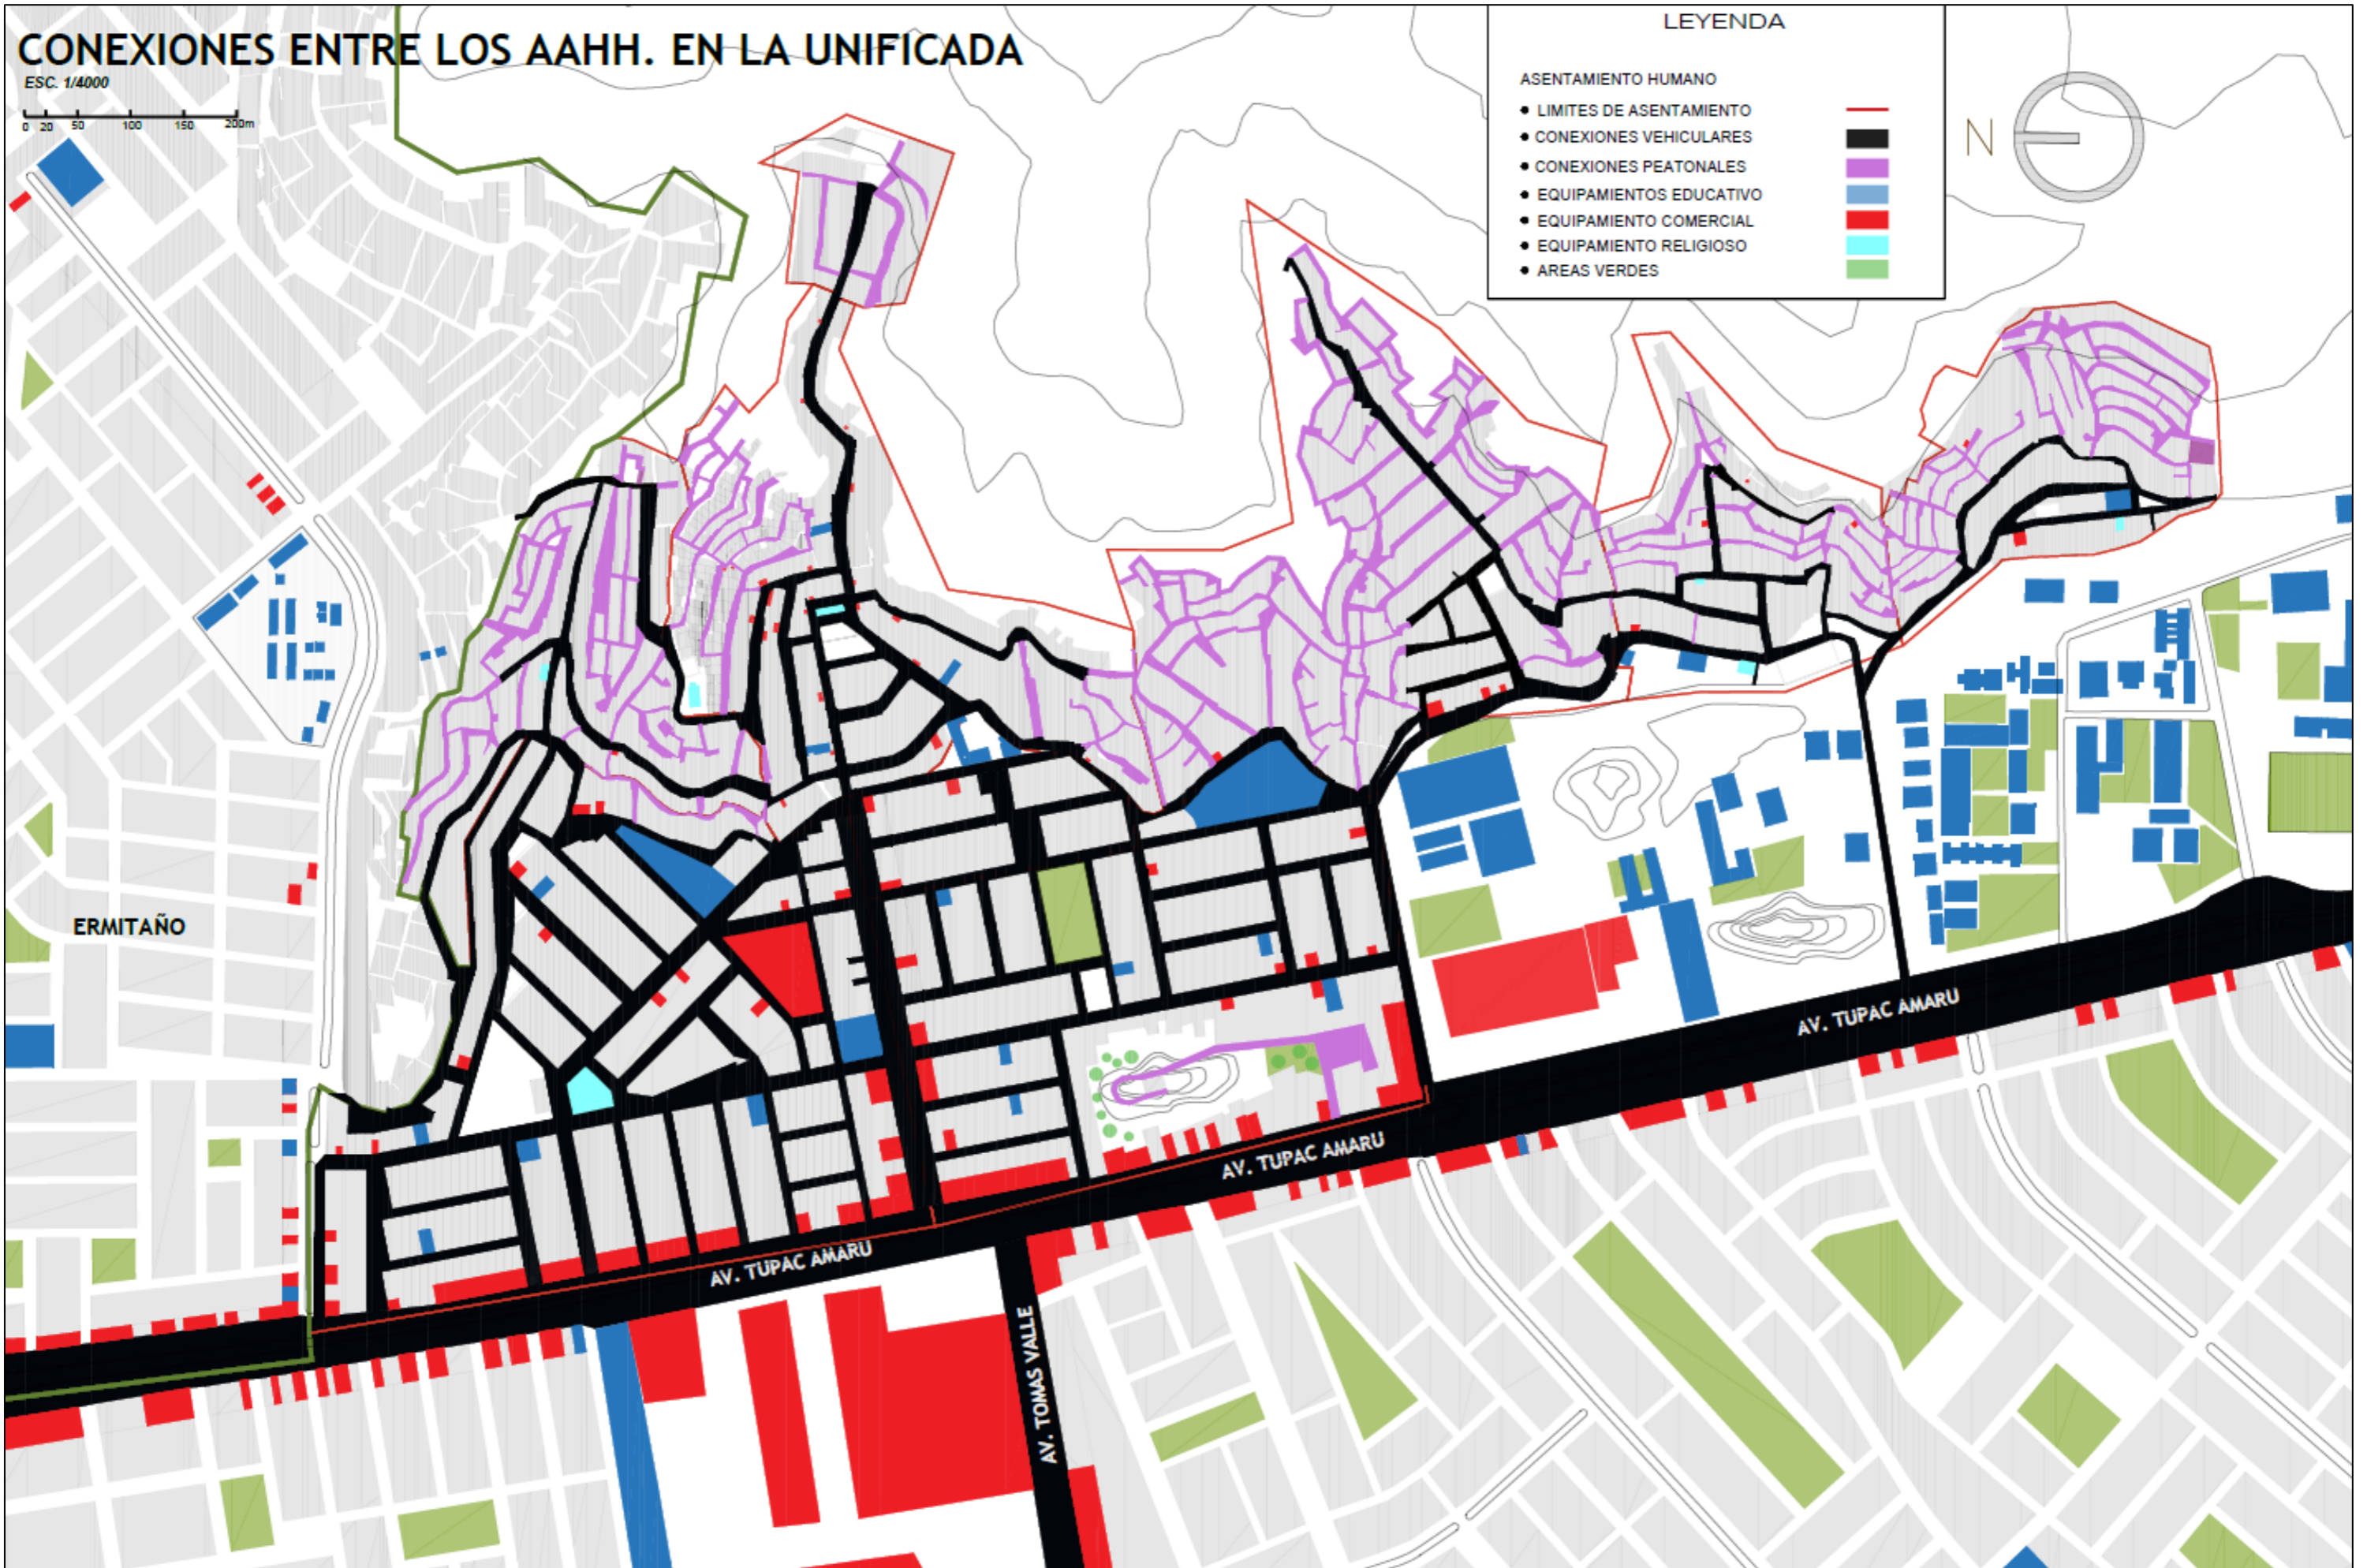 CONEXIONES ENTRE LOS AAHH. EN LA UNIFICADA
ESC. 1/4000
0 20 50 100 150 200m
LEYENDA
ASENTAMIENTO HUMANO
• LIMITES DE ASENTAMIENTO
• CONEXIONES VEHICULARES
• CONEXIONES PEATONALES
• EQUIPAMIENTOS EDUCATIVO
• EQUIPAMIENTO COMERCIAL
• EQUIPAMIENTO RELIGIOSO
• AREAS VERDES
N
ERMITAÑO
AV. TUPAC AMARU
AV. TUPAC AMARU
AV. TUPAC AMARU
AV. TOMAS VALLE